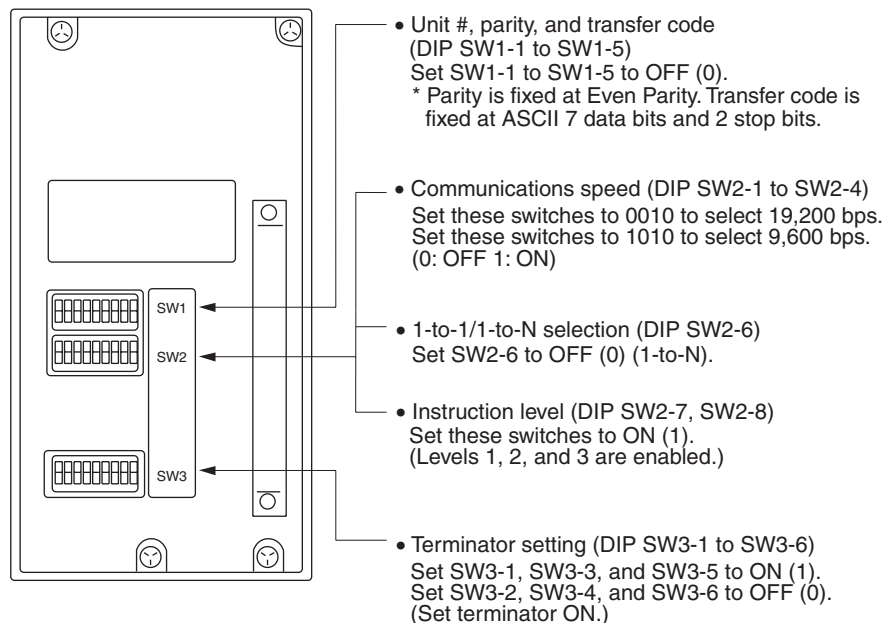 • Unit #, parity, and transfer code
(DIP SW1-1 to SW1-5)
Set SW1-1 to SW1-5 to OFF (0).
* Parity is fixed at Even Parity. Transfer code is
fixed at ASCII 7 data bits and 2 stop bits.
• Communications speed (DIP SW2-1 to SW2-4)
Set these switches to 0010 to select 19,200 bps.
Set these switches to 1010 to select 9,600 bps.
(0: OFF 1: ON)
SW1
• 1-to-1/1-to-N selection (DIP SW2-6)
Set SW2-6 to OFF (0) (1-to-N).
SW2
• Instruction level (DIP SW2-7, SW2-8)
Set these switches to ON (1).
(Levels 1, 2, and 3 are enabled.)
SW3
• Terminator setting (DIP SW3-1 to SW3-6)
Set SW3-1, SW3-3, and SW3-5 to ON (1).
Set SW3-2, SW3-4, and SW3-6 to OFF (0).
(Set terminator ON.)